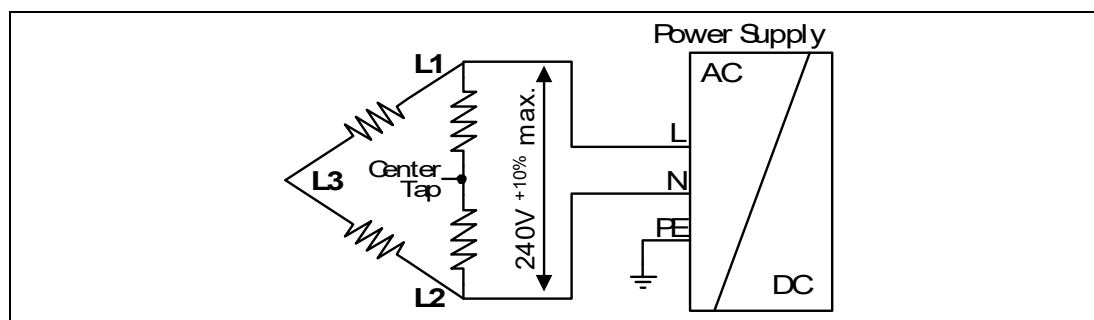 Power Supply
L1
AC
240V +10% max.
L
Center
Tap
L3
N
PE
L2
DC